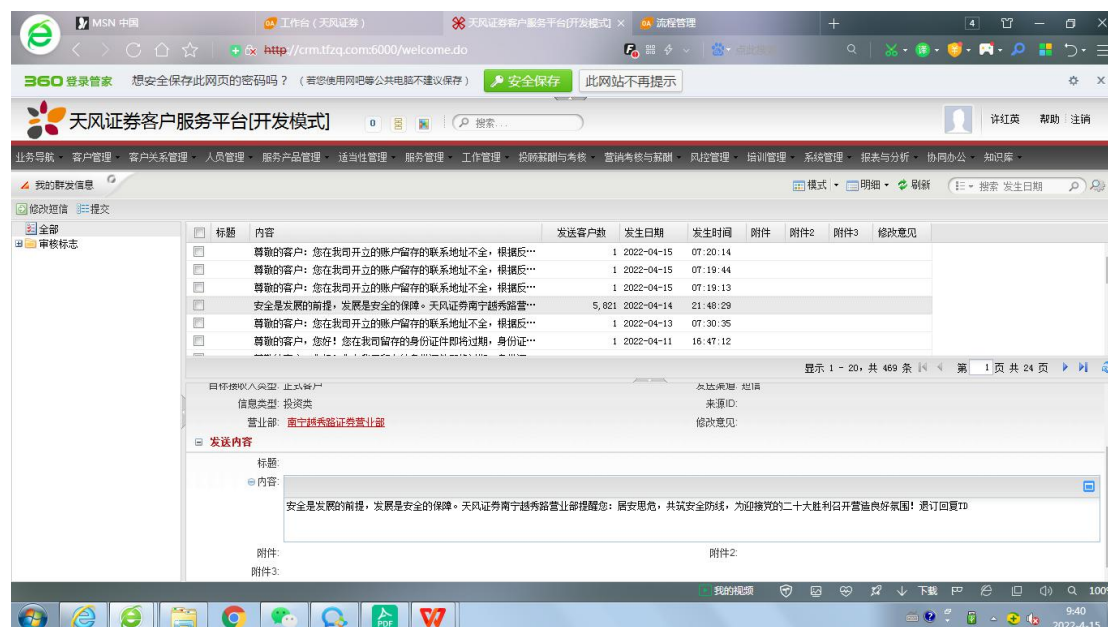 MSN 中国 工作台 ( 天风证券 ) 天风证券客户服务平台[开发模式] × 流程管理 + 4
http://crm.tfzq.com:6000/welcome.do
360 登录管家 想安全保存此网页的密码吗？ （若您使用网吧等公共电脑不建议保存） 安全保存 此网站不再提示
天风证券客户服务平台[开发模式] 0 搜索... 许红英 帮助 注销
业务导航 客户管理 客户关系管理 人员管理 服务产品管理 适当性管理 服务管理 工作管理 投顾薪酬与考核 营销考核与薪酬 风控管理 培训管理 系统管理 报表与分析 协同办公 知识库
我的群发信息 模式 明细 刷新 搜索 发生日期
修改短信 提交
全部
审核标志
标题 内容 发送客户数 发生日期 发生时间 附件 附件2 附件3 修改意见
尊敬的客户：您在我司开立的账户留存的联系地址不全，根据反… 1 2022-04-15 07:20:14
尊敬的客户：您在我司开立的账户留存的联系地址不全，根据反… 1 2022-04-15 07:19:44
尊敬的客户：您在我司开立的账户留存的联系地址不全，根据反… 1 2022-04-15 07:19:13
安全是发展的前提，发展是安全的保障。天风证券南宁越秀路营… 5,821 2022-04-14 21:48:29
尊敬的客户：您在我司开立的账户留存的联系地址不全，根据反… 1 2022-04-13 07:30:35
尊敬的客户，您好！您在我司留存的身份证件即将过期，身份证… 1 2022-04-11 16:47:12
显示 1 - 20，共 469 条 第 1 页 共 24 页
目标接收人类型: 正式客户 发送渠道: 短信
信息类型: 投资类 来源ID:
营业部: 南宁越秀路证券营业部 修改意见:
发送内容
标题:
内容:
安全是发展的前提，发展是安全的保障。天风证券南宁越秀路营业部提醒您：居安思危，共筑安全防线，为迎接党的二十大胜利召开营造良好氛围！退订回复TD
附件: 附件2:
附件3:
我的视频 下载 100%
PDF 9:40
2022-4-15